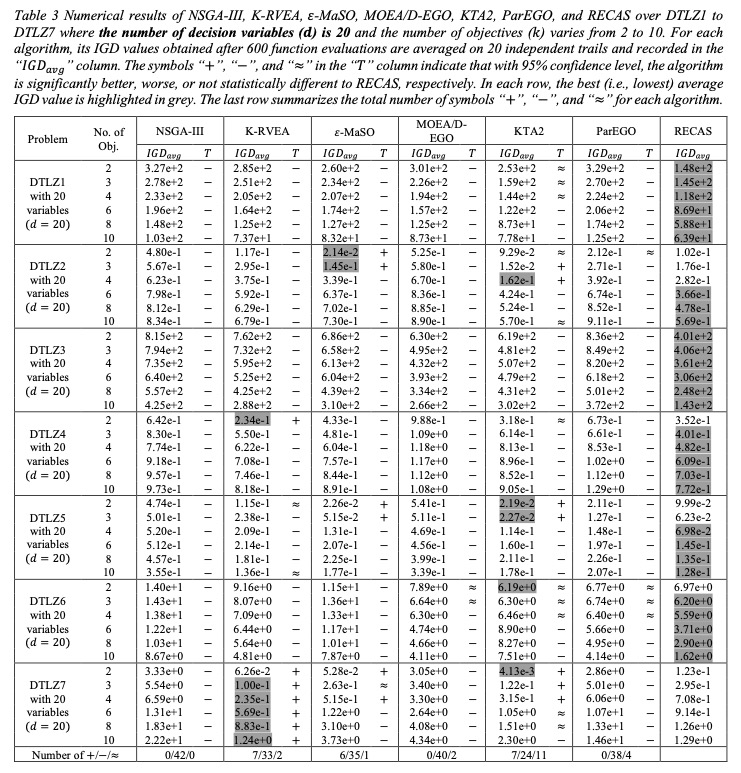 Table 3 Numerical results of NSGA-III, K-RVEA, ε-MaSO, MOEA/D-EGO, KTA2, ParEGO, and RECAS over DTLZ1 to
DTLZ7 where the number of decision variables (d) is 20 and the number of objectives (k) varies from 2 to 10. For each
algorithm, its IGD values obtained after 600 function evaluations are averaged on 20 independent trails and recorded in the
"IGDavg" column. The symbols "+", "−", and "≈" in the "T" column indicate that with 95% confidence level, the algorithm
is significantly better, worse, or not statistically different to RECAS, respectively. In each row, the best (i.e., lowest) average
IGD value is highlighted in grey. The last row summarizes the total number of symbols "+", "−", and "≈" for each algorithm.
Problem No. of Obj. NSGA-III K-RVEA ε-MaSO MOEA/D-EGO KTA2 ParEGO RECAS
IGDavg T IGDavg T IGDavg T IGDavg T IGDavg T IGDavg T IGDavg
2 3.27e+2 − 2.85e+2 − 2.60e+2 − 3.01e+2 − 2.53e+2 ≈ 3.29e+2 − 1.48e+2
DTLZ1 3 2.78e+2 − 2.51e+2 − 2.34e+2 − 2.26e+2 − 1.59e+2 ≈ 2.70e+2 − 1.45e+2
with 20 4 2.33e+2 − 2.05e+2 − 2.07e+2 − 1.94e+2 − 1.44e+2 ≈ 2.24e+2 − 1.18e+2
variables 6 1.96e+2 − 1.64e+2 − 1.74e+2 − 1.57e+2 − 1.22e+2 − 2.06e+2 − 8.69e+1
(d = 20) 8 1.48e+2 − 1.25e+2 − 1.27e+2 − 1.25e+2 − 8.73e+1 − 1.74e+2 − 5.88e+1
10 1.03e+2 − 7.37e+1 − 8.32e+1 − 8.73e+1 − 7.78e+1 − 1.25e+2 − 6.39e+1
2 4.80e-1 − 1.17e-1 − 2.14e-2 + 5.25e-1 − 9.29e-2 ≈ 2.12e-1 ≈ 1.02e-1
DTLZ2 3 5.67e-1 − 2.95e-1 − 1.45e-1 + 5.80e-1 − 1.52e-2 + 2.71e-1 − 1.76e-1
with 20 4 6.23e-1 − 3.75e-1 − 3.39e-1 − 6.70e-1 − 1.62e-1 + 3.92e-1 − 2.82e-1
variables 6 7.98e-1 − 5.92e-1 − 6.37e-1 − 8.36e-1 − 4.24e-1 − 6.74e-1 − 3.66e-1
(d = 20) 8 8.12e-1 − 6.29e-1 − 7.02e-1 − 8.85e-1 − 5.24e-1 − 8.52e-1 − 4.78e-1
10 8.34e-1 − 6.79e-1 − 7.30e-1 − 8.90e-1 − 5.70e-1 ≈ 9.11e-1 − 5.69e-1
2 8.15e+2 − 7.62e+2 − 6.86e+2 − 6.30e+2 − 6.19e+2 − 8.36e+2 − 4.01e+2
DTLZ3 3 7.94e+2 − 7.32e+2 − 6.58e+2 − 4.95e+2 − 4.81e+2 − 8.49e+2 − 4.06e+2
with 20 4 7.35e+2 − 5.95e+2 − 6.13e+2 − 4.32e+2 − 5.07e+2 − 8.20e+2 − 3.61e+2
variables 6 6.40e+2 − 5.25e+2 − 6.04e+2 − 3.93e+2 − 4.79e+2 − 6.18e+2 − 3.06e+2
(d = 20) 8 5.57e+2 − 4.25e+2 − 4.39e+2 − 3.34e+2 − 4.31e+2 − 5.01e+2 − 2.48e+2
10 4.25e+2 − 2.88e+2 − 3.10e+2 − 2.66e+2 − 3.02e+2 − 3.72e+2 − 1.43e+2
2 6.42e-1 − 2.34e-1 + 4.33e-1 − 9.88e-1 − 3.18e-1 ≈ 6.73e-1 − 3.52e-1
DTLZ4 3 8.30e-1 − 5.50e-1 − 4.81e-1 − 1.09e+0 − 6.14e-1 − 6.61e-1 − 4.01e-1
with 20 4 7.74e-1 − 6.22e-1 − 6.04e-1 − 1.18e+0 − 8.13e-1 − 8.53e-1 − 4.82e-1
variables 6 9.18e-1 − 7.08e-1 − 7.57e-1 − 1.17e+0 − 8.96e-1 − 1.02e+0 − 6.09e-1
(d = 20) 8 9.57e-1 − 7.46e-1 − 8.44e-1 − 1.12e+0 − 8.58e-1 − 1.12e+0 − 7.03e-1
10 9.73e-1 − 8.18e-1 − 8.91e-1 − 1.08e+0 − 9.05e-1 − 1.29e+0 − 7.72e-1
2 4.74e-1 − 1.15e-1 ≈ 2.26e-2 + 5.41e-1 − 2.19e-2 + 2.11e-1 − 9.99e-2
DTLZ5 3 5.01e-1 − 2.38e-1 − 5.15e-2 + 5.11e-1 − 2.27e-2 + 1.27e-1 − 6.23e-2
with 20 4 5.20e-1 − 2.09e-1 − 1.31e-1 − 4.69e-1 − 1.14e-1 − 1.48e-1 − 6.98e-2
variables 6 5.12e-1 − 2.14e-1 − 2.07e-1 − 4.56e-1 − 1.60e-1 − 1.97e-1 − 1.45e-1
(d = 20) 8 4.57e-1 − 1.81e-1 − 2.25e-1 − 3.99e-1 − 2.11e-1 − 2.26e-1 − 1.35e-1
10 3.55e-1 − 1.36e-1 ≈ 1.77e-1 − 3.39e-1 − 1.78e-1 − 2.07e-1 − 1.28e-1
2 1.40e+1 − 9.16e+0 − 1.15e+1 − 7.89e+0 ≈ 6.19e+0 ≈ 6.77e+0 ≈ 6.97e+0
DTLZ6 3 1.43e+1 − 8.07e+0 − 1.36e+1 − 6.64e+0 ≈ 6.30e+0 ≈ 6.74e+0 ≈ 6.20e+0
with 20 4 1.38e+1 − 7.09e+0 − 1.33e+1 − 6.30e+0 − 6.46e+0 ≈ 6.40e+0 ≈ 5.59e+0
variables 6 1.22e+1 − 6.44e+0 − 1.17e+1 − 4.74e+0 − 8.90e+0 − 5.66e+0 − 3.71e+0
(d = 20) 8 1.03e+1 − 5.64e+0 − 1.01e+1 − 4.66e+0 − 8.27e+0 − 4.95e+0 − 2.90e+0
10 8.67e+0 − 4.81e+0 − 7.87e+0 − 4.11e+0 − 7.51e+0 − 4.14e+0 − 1.62e+0
2 3.33e+0 − 6.26e-2 + 5.28e-2 + 3.05e+0 − 4.13e-3 + 2.86e+0 − 1.23e-1
DTLZ7 3 5.54e+0 − 1.00e-1 + 2.63e-1 ≈ 3.40e+0 − 1.22e-1 + 5.01e+0 − 2.95e-1
with 20 4 6.59e+0 − 2.35e-1 + 5.15e-1 + 3.30e+0 − 3.15e-1 + 6.06e+0 − 7.08e-1
variables 6 1.31e+1 − 5.69e-1 + 1.22e+0 − 2.64e+0 − 1.05e+0 ≈ 1.07e+1 − 9.14e-1
(d = 20) 8 1.83e+1 − 8.83e-1 + 3.10e+0 − 4.08e+0 − 1.51e+0 ≈ 1.33e+1 − 1.26e+0
10 2.22e+1 − 1.24e+0 + 3.73e+0 − 4.34e+0 − 2.30e+0 − 1.46e+1 − 1.29e+0
Number of +/−/≈ 0/42/0 7/33/2 6/35/1 0/40/2 7/24/11 0/38/4